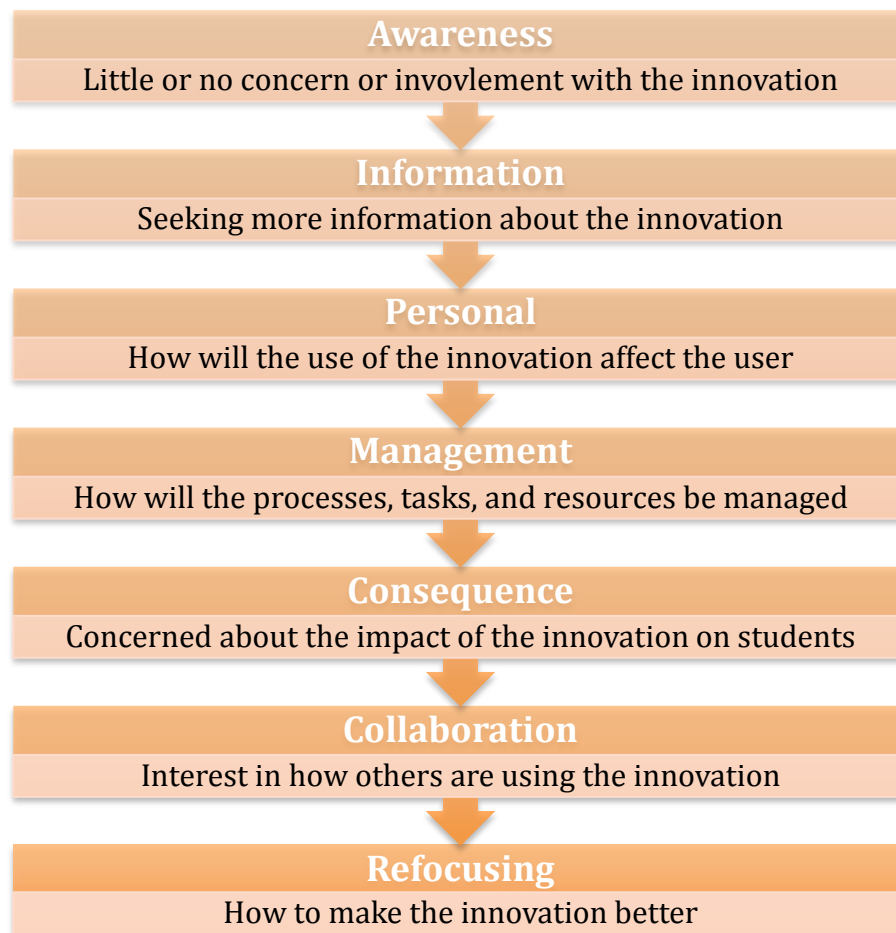 Awareness
Little or no concern or invovlement with the innovation
Information
Seeking more information about the innovation
Personal
How will the use of the innovation affect the user
Management
How will the processes, tasks, and resources be managed
Consequence
Concerned about the impact of the innovation on students
Collaboration
Interest in how others are using the innovation
Refocusing
How to make the innovation better